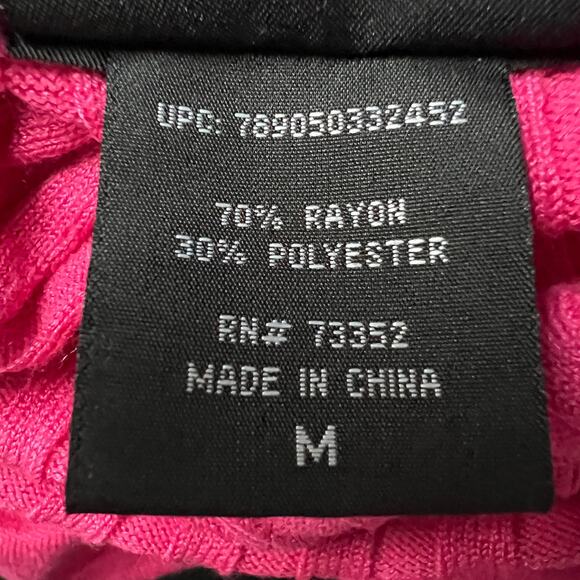 UPC: 789050332452
70% RAYON
30% POLYESTER
RN# 73352
MADE IN CHINA
M